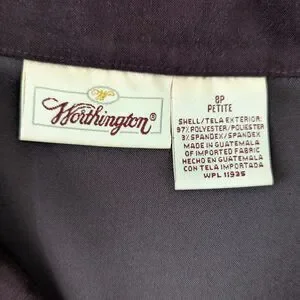 Worthington®
8P
PETITE
SHELL/TELA EXTERIOR:
97% POLYESTER/POLIESTER
3% SPANDEX/SPANDEX
MADE IN GUATEMALA
OF IMPORTED FABRIC
HECHO EN GUATEMALA
CON TELA IMPORTADA
WPL 11935